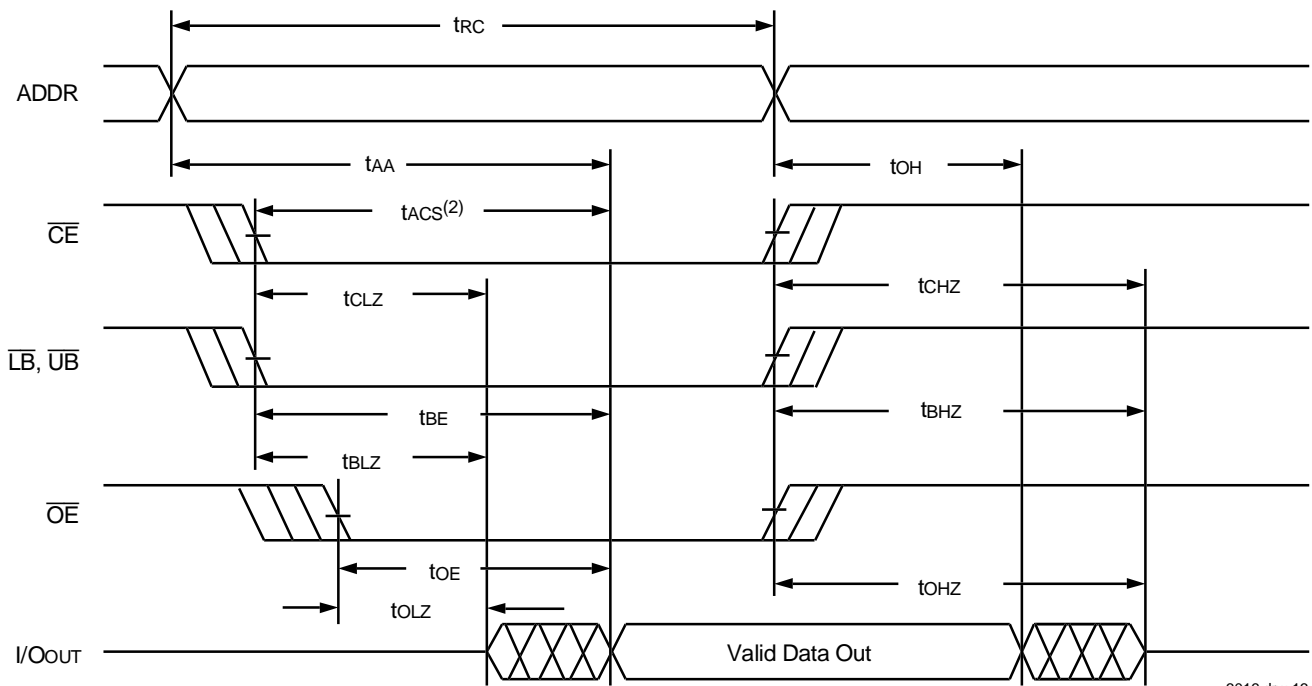 tRC
ADDR
tAA
tOH
tACS(2)
CE
tCLZ
tCHZ
LB, UB
tBE
tBHZ
tBLZ
OE
tOE
tOHZ
tOLZ
I/OOUT
Valid Data Out